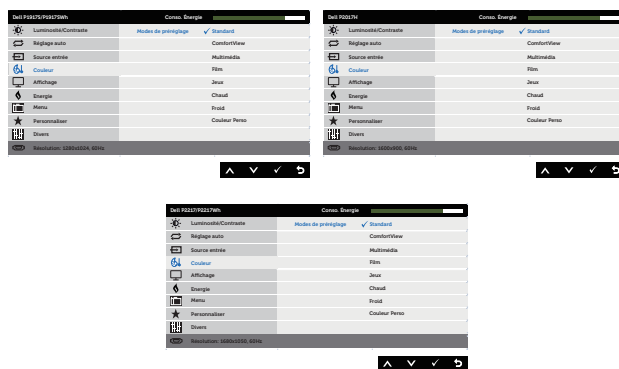 Dell P1917S/P1917SWh Conso. Énergie
Luminosité/Contraste Modes de préréglage ✓ Standard
Réglage auto ComfortView
Source entrée Multimédia
Couleur Film
Affichage Jeux
Energie Chaud
Menu Froid
Personnaliser Couleur Perso
Divers
Résolution: 1280x1024, 60Hz
Dell P2017H Conso. Énergie
Luminosité/Contraste Modes de préréglage ✓ Standard
Réglage auto ComfortView
Source entrée Multimédia
Couleur Film
Affichage Jeux
Energie Chaud
Menu Froid
Personnaliser Couleur Perso
Divers
Résolution: 1600x900, 60Hz
Dell P2217/P2217Wh Conso. Énergie
Luminosité/Contraste Modes de préréglage ✓ Standard
Réglage auto ComfortView
Source entrée Multimédia
Couleur Film
Affichage Jeux
Energie Chaud
Menu Froid
Personnaliser Couleur Perso
Divers
Résolution: 1680x1050, 60Hz